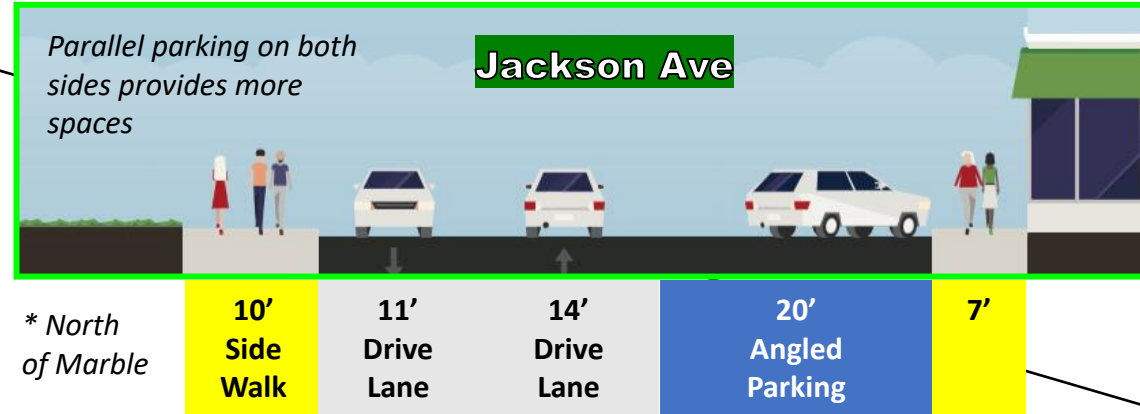 Parallel parking on both
sides provides more
spaces
Jackson Ave
* North
of Marble
10’
Side
Walk
11’
Drive
Lane
14’
Drive
Lane
20’
Angled
Parking
7’